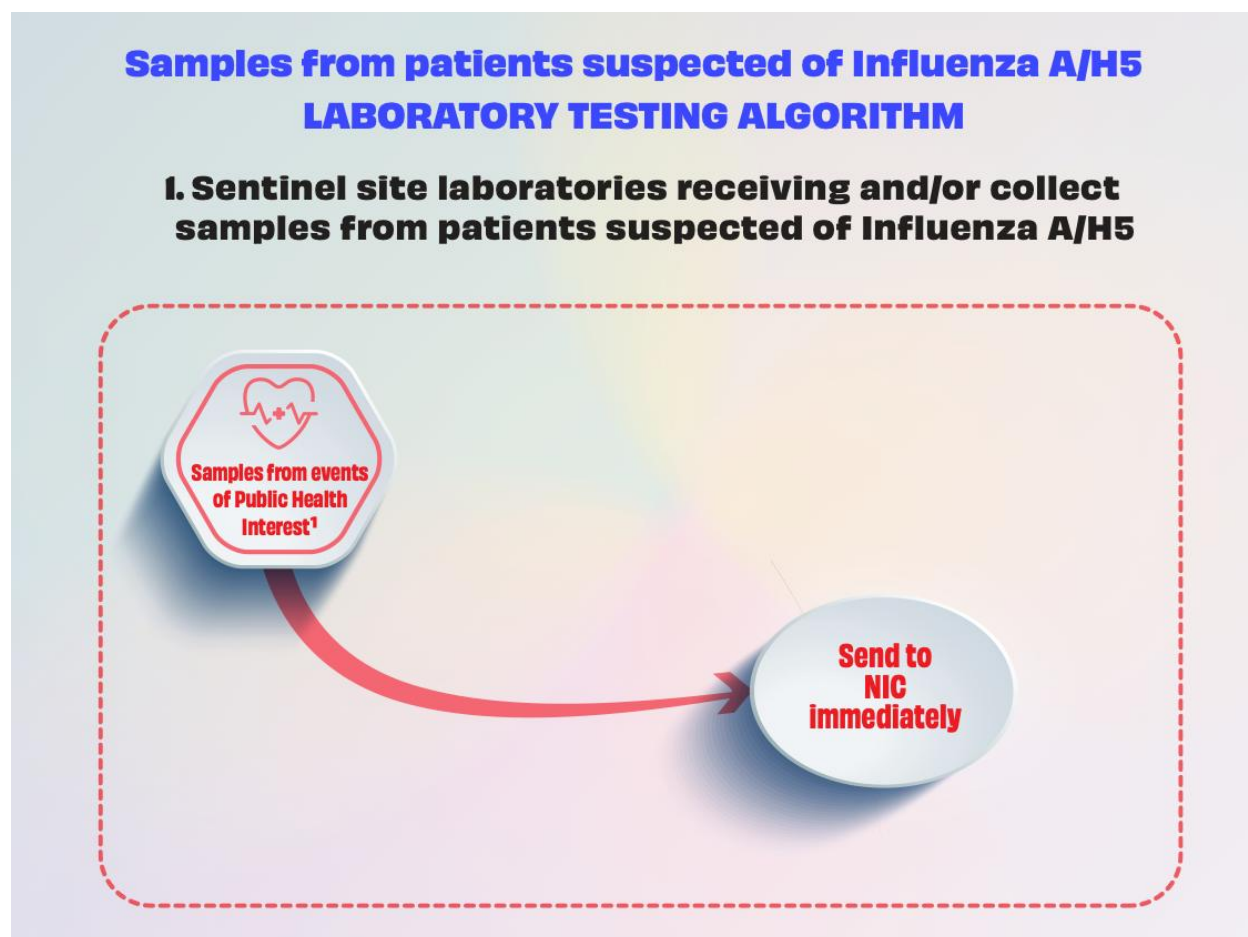 Samples from patients suspected of Influenza A/H5
LABORATORY TESTING ALGORITHM
1. Sentinel site laboratories receiving and/or collect
samples from patients suspected of Influenza A/H5
Samples from events
of Public Health
Interest¹
Send to
NIC
immediately